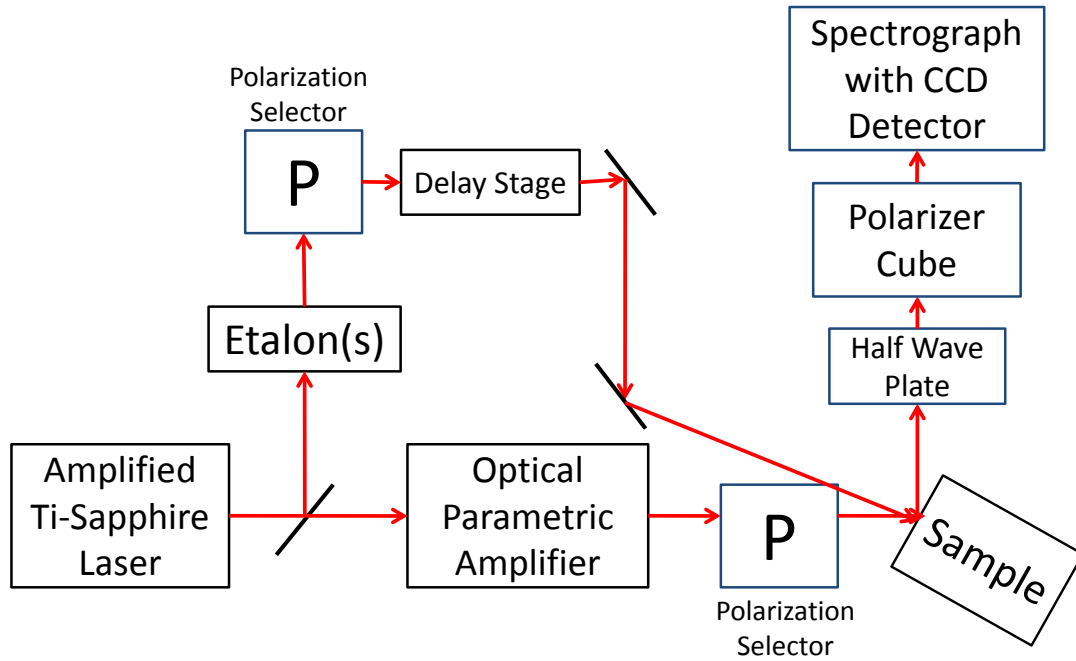 Spectrograph
with CCD
Detector
Polarization
Selector
P
Delay Stage
Polarizer
Cube
Etalon(s)
Half Wave
Plate
Amplified
Ti-Sapphire
Laser
Optical
Parametric
Amplifier
P
Polarization
Selector
Sample